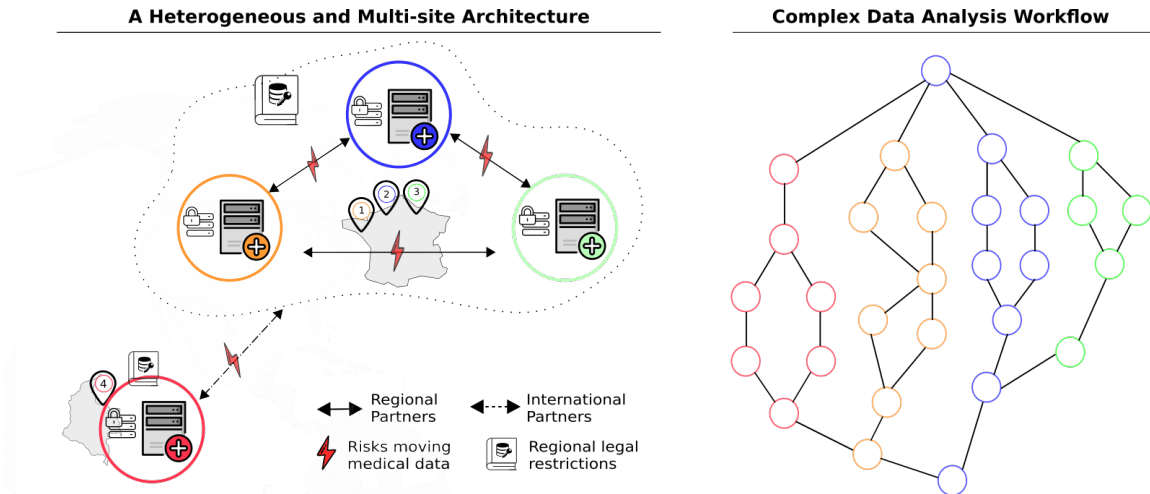 A Heterogeneous and Multi-site Architecture
Complex Data Analysis Workflow
1
2
3
4
Regional
Partners
International
Partners
Risks moving
medical data
Regional legal
restrictions